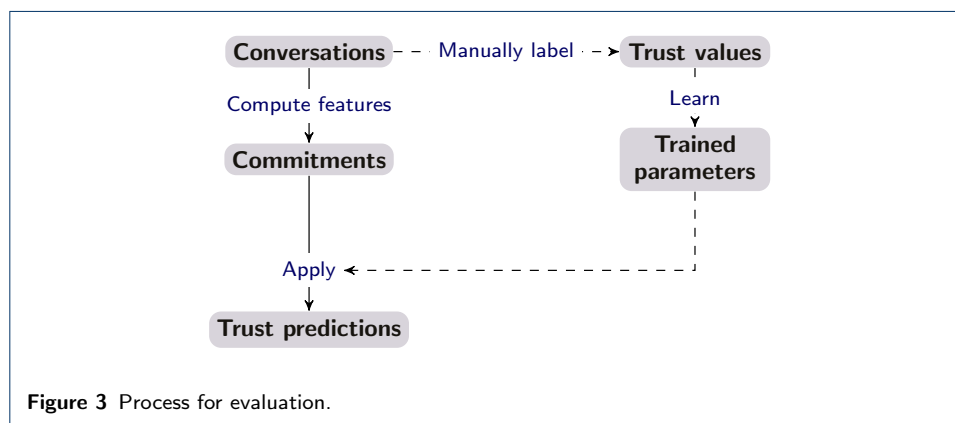 Conversations Manually label Trust values
Compute features Learn
Commitments Trained
parameters
Apply
Trust predictions
Figure 3 Process for evaluation.